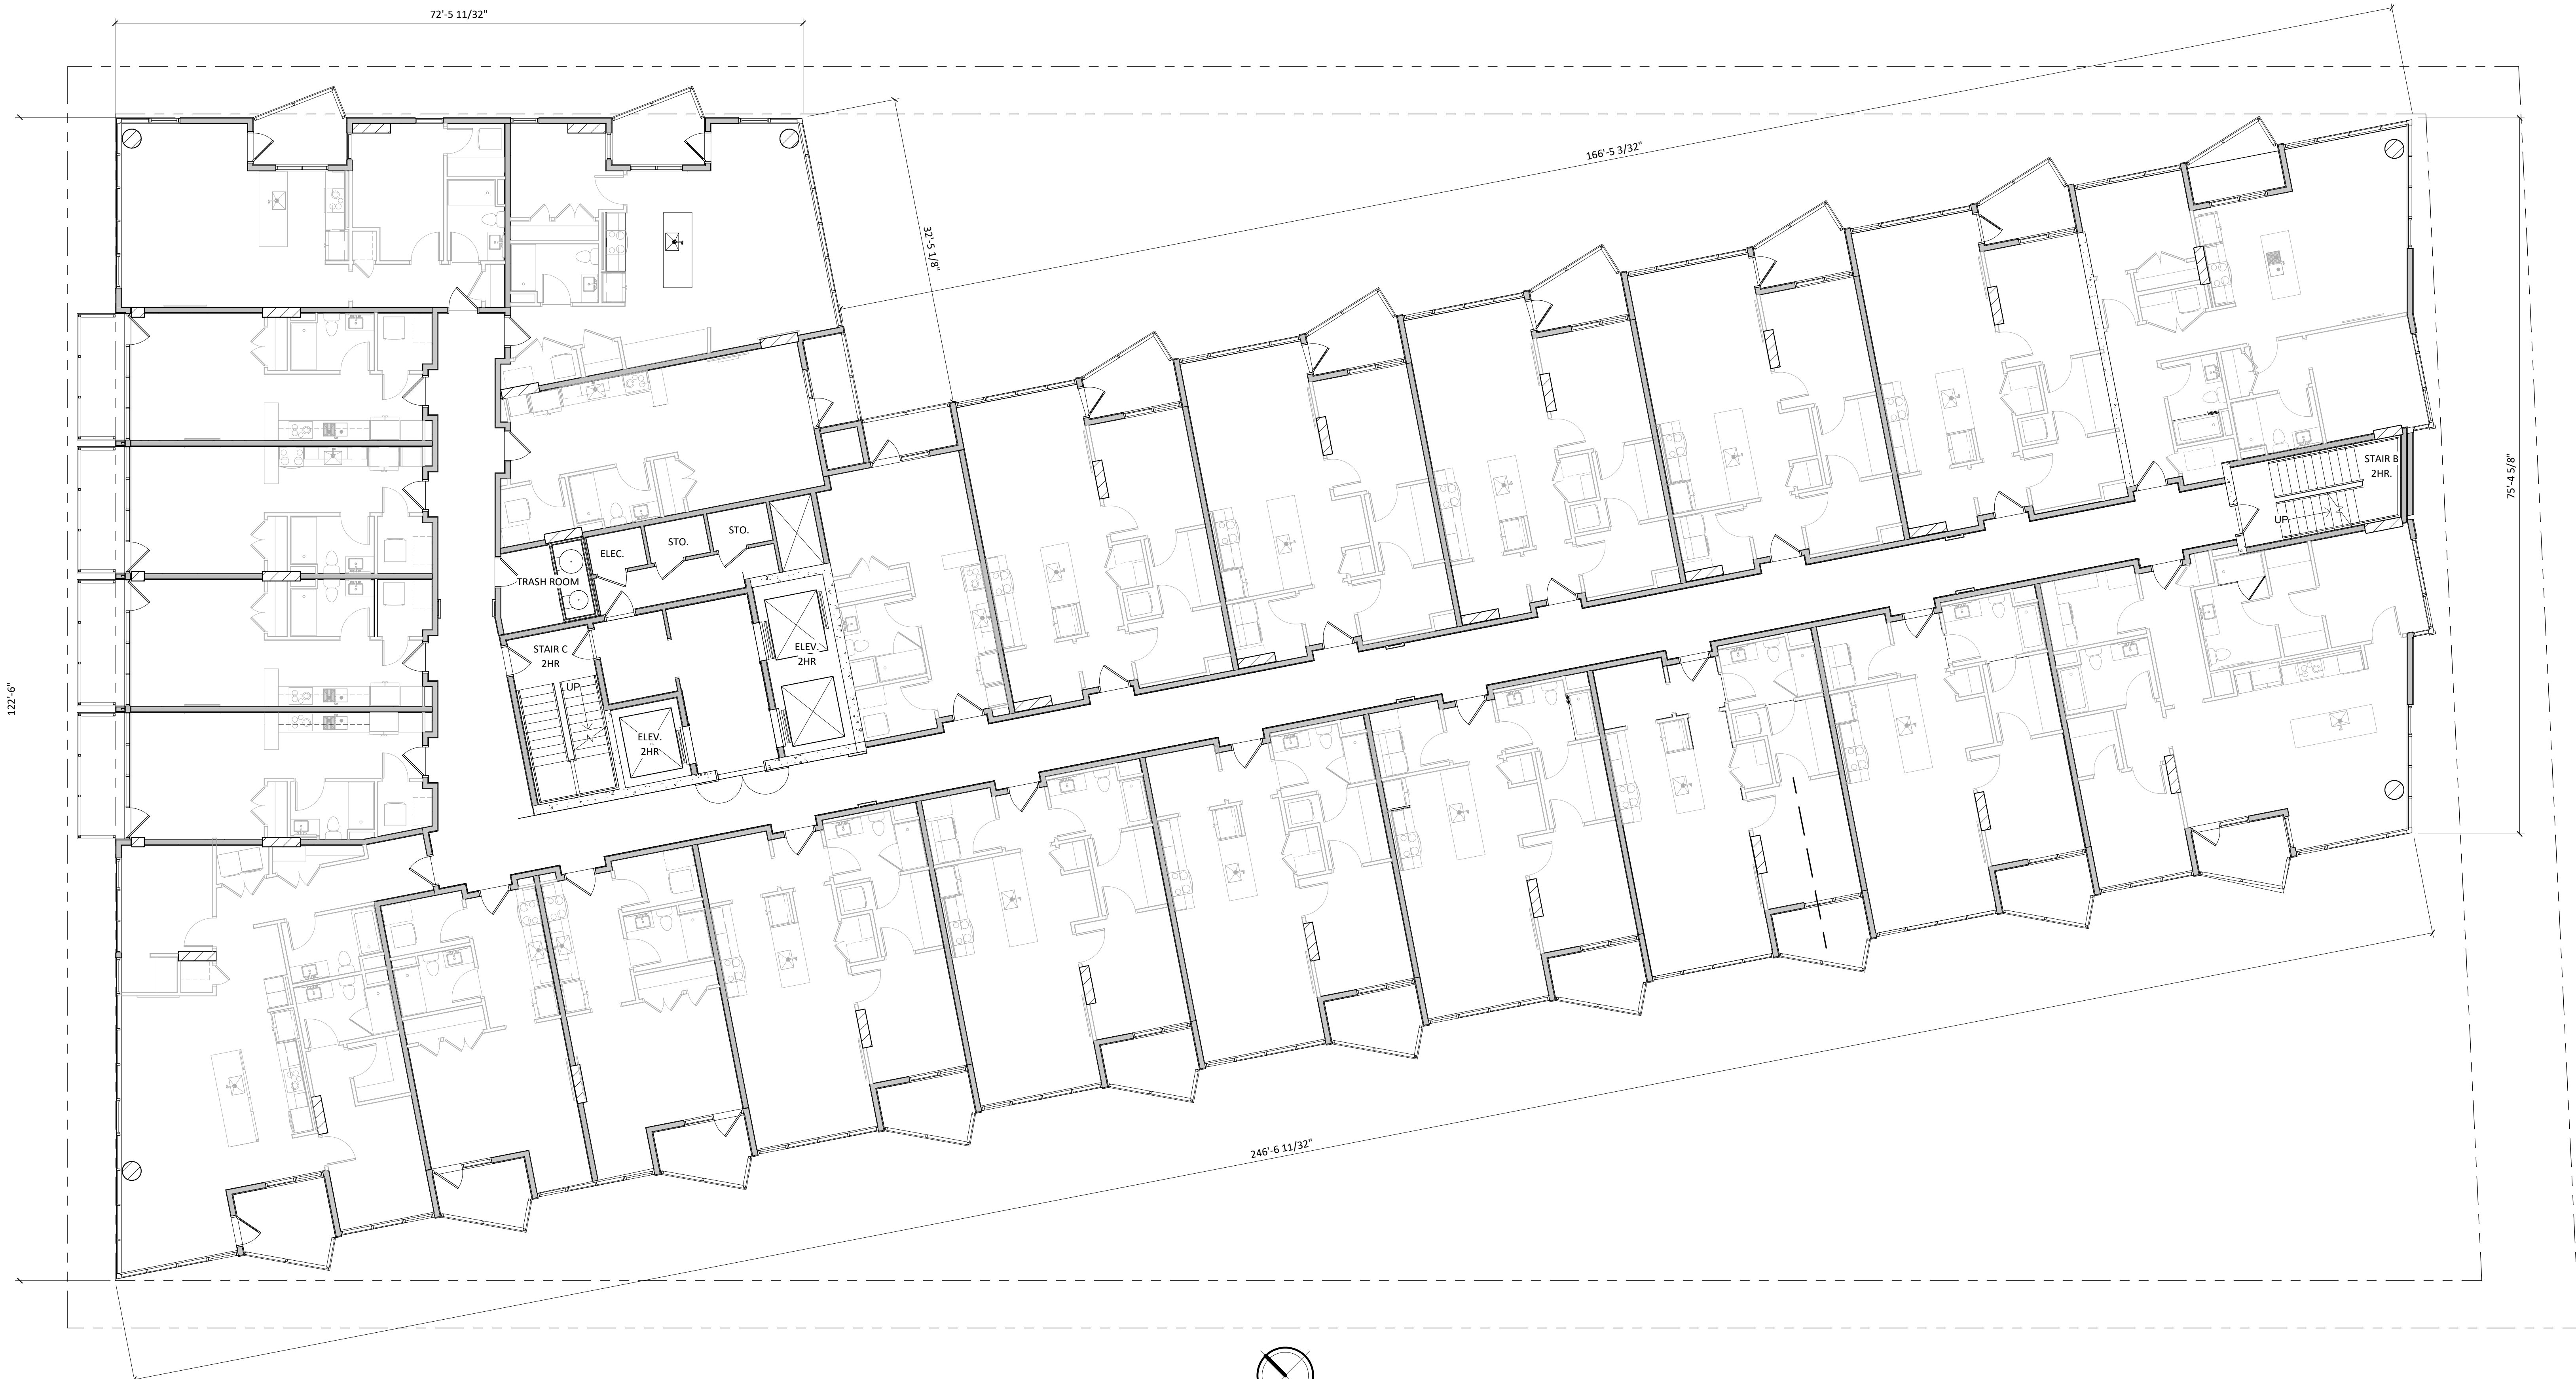 72'-5 11/32"
166'-5 3/32"
32'-5 1/8"
122'-6"
75'-4 5/8"
STAIR B
2HR.
UP
STO.
STO.
ELEC.
TRASH ROOM
STAIR C
2HR
ELEV.
2HR
UP
ELEV.
2HR
246'-6 11/32"